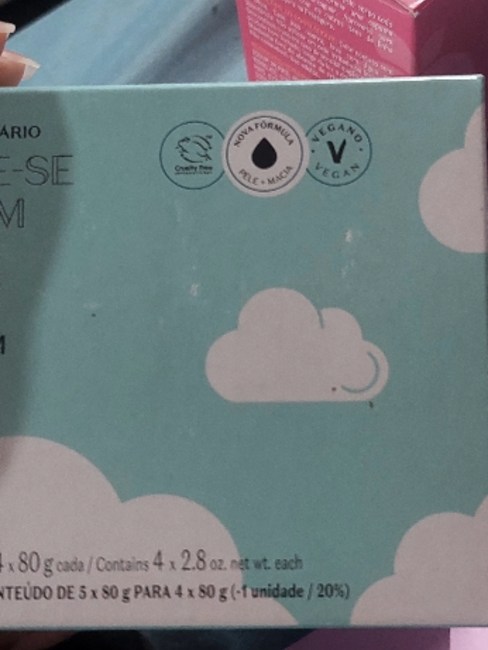 ÁRIO
E-SE
M
Cruelty Free
NOVA FÓRMULA
PELE + MACIA
VEGANO
V
VEGAN
M
4 x 80 g cada / Contains 4 x 2.8 oz. net wt. each
NTEÚDO DE 5 x 80 g PARA 4 x 80 g (-1 unidade / 20%)